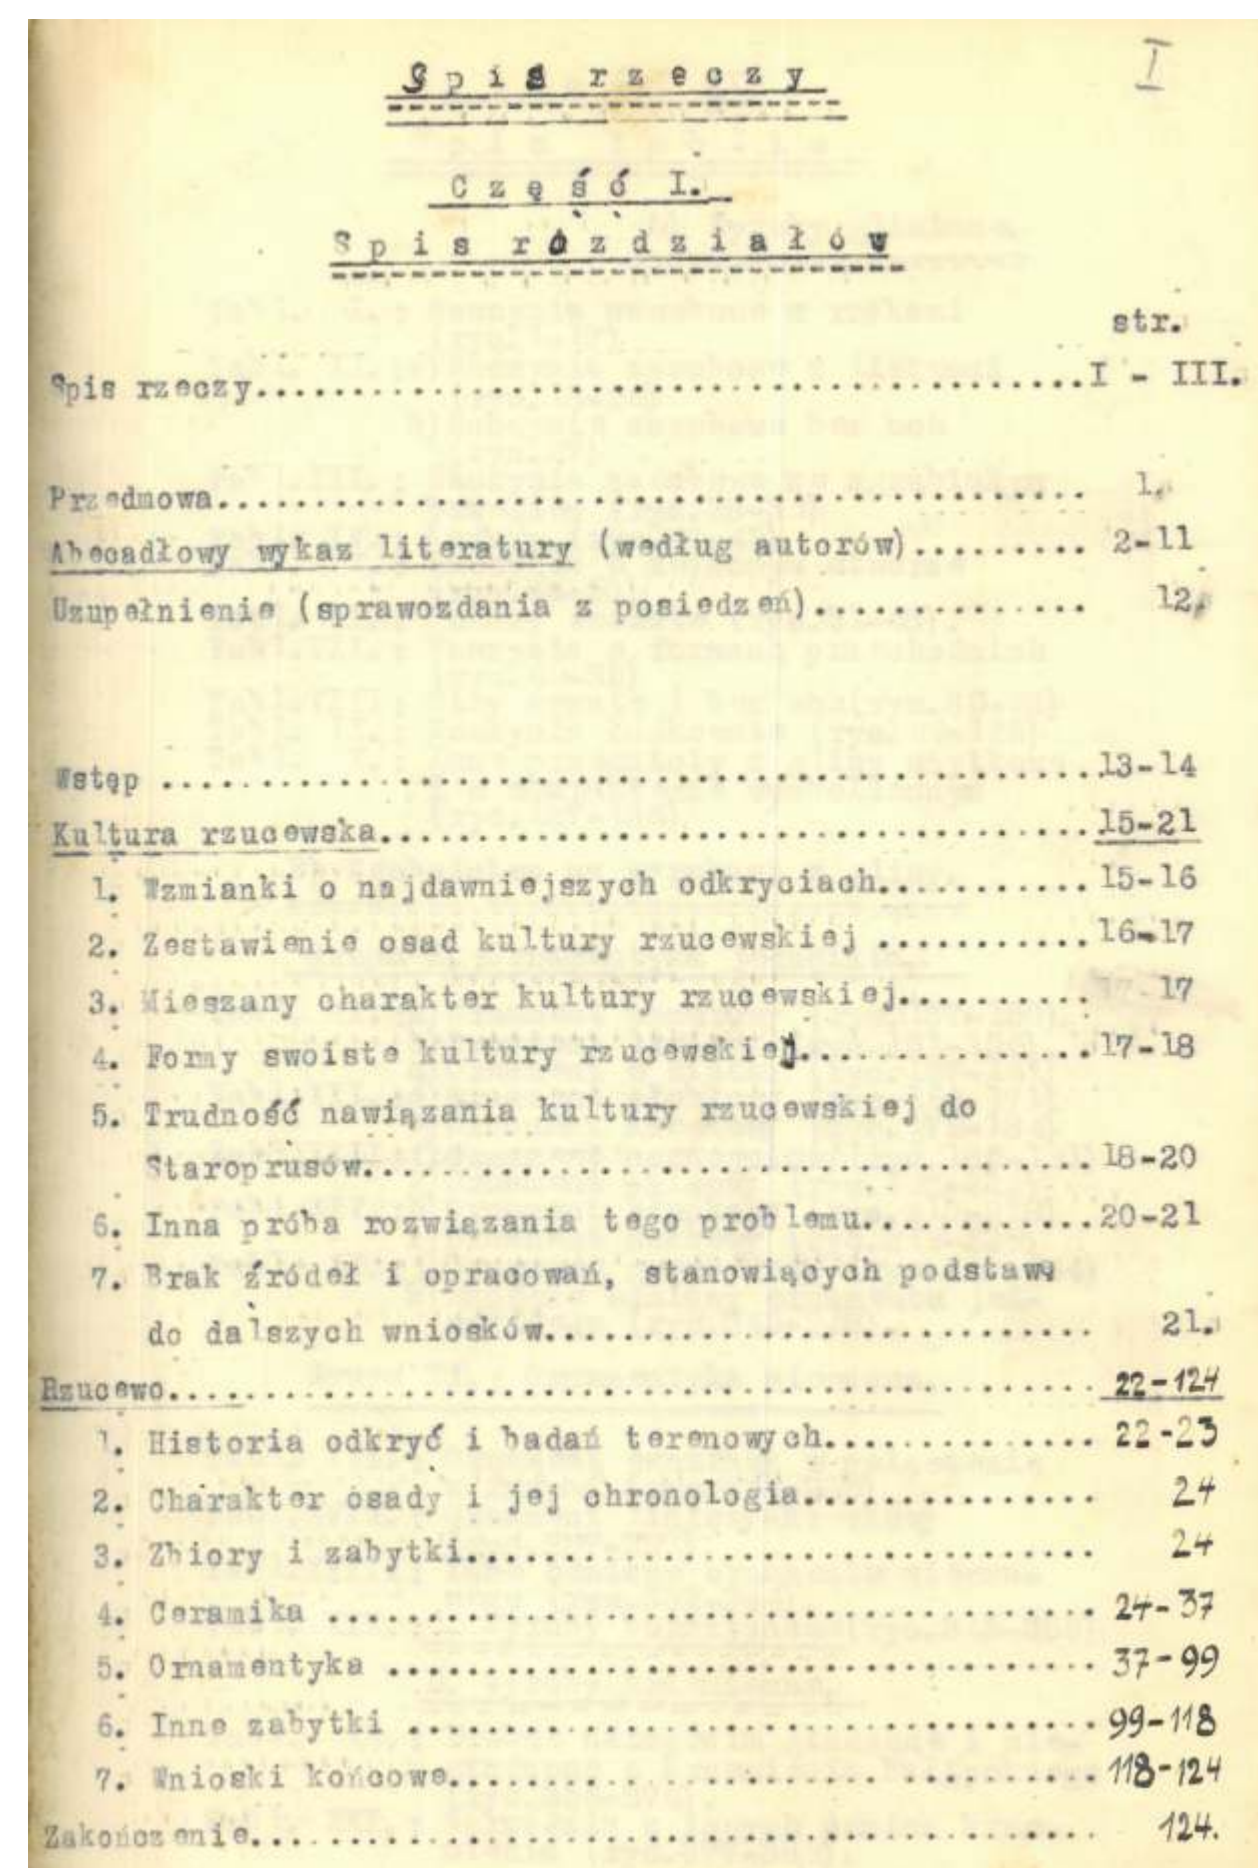 I
Spis rzeczy
Część I.
Spis rozdziałów
str.
Spis rzeczy..........................................I - III.
Przedmowa............................................ 1.
Abecadłowy wykaz literatury (według autorów)......... 2-11
Uzupełnienie (sprawozdania z posiedzeń).............. 12.
Wstęp ...............................................13-14
Kultura rzucewska....................................15-21
1. Wzmianki o najdawniejszych odkryciach........... 15-16
2. Zestawienie osad kultury rzucewskiej ........... 16-17
3. Mieszany charakter kultury rzucewskiej.......... 17
4. Formy swoiste kultury rzucewskiej...............17-18
5. Trudność nawiązania kultury rzucewskiej do
Staroprusów.....................................18-20
6. Inna próba rozwiązania tego problemu............20-21
7. Brak źródeł i opracowań, stanowiących podstawę
do dalszych wniosków............................ 21.
Rzucewo.............................................. 22-124
1. Historia odkryć i badań terenowych.............. 22-23
2. Charakter osady i jej chronologia............... 24
3. Zbiory i zabytki................................ 24
4. Ceramika ....................................... 24-37
5. Ornamentyka .................................... 37-99
6. Inne zabytki ...................................99-118
7. Wnioski końcowe.................................118-124
Zakończenie.......................................... 124.